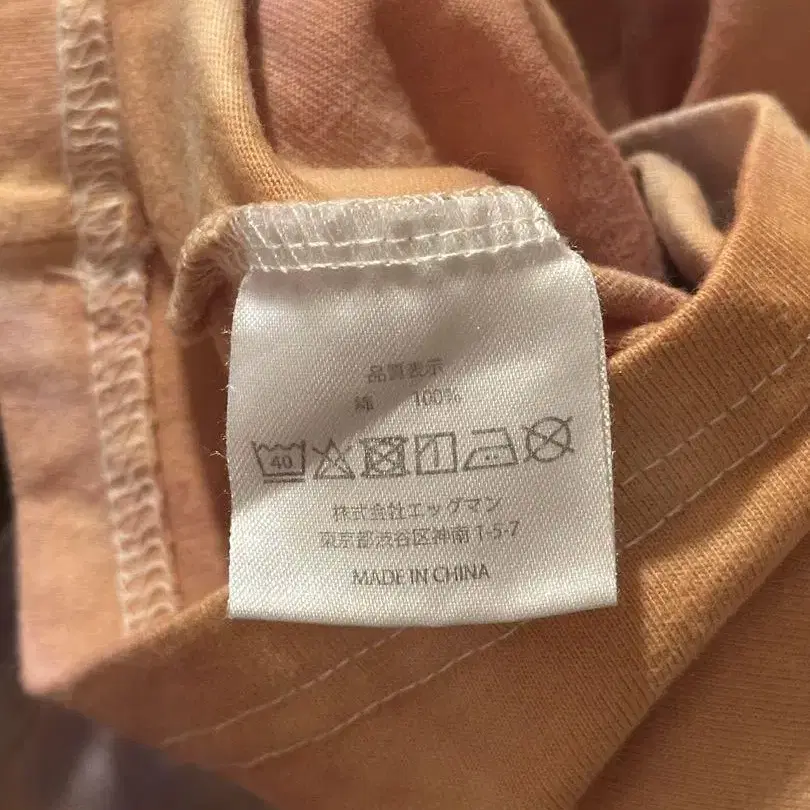 品質表示
綿 100%
40
株式会社エッグマン
東京都渋谷区神南1-5-7
MADE IN CHINA